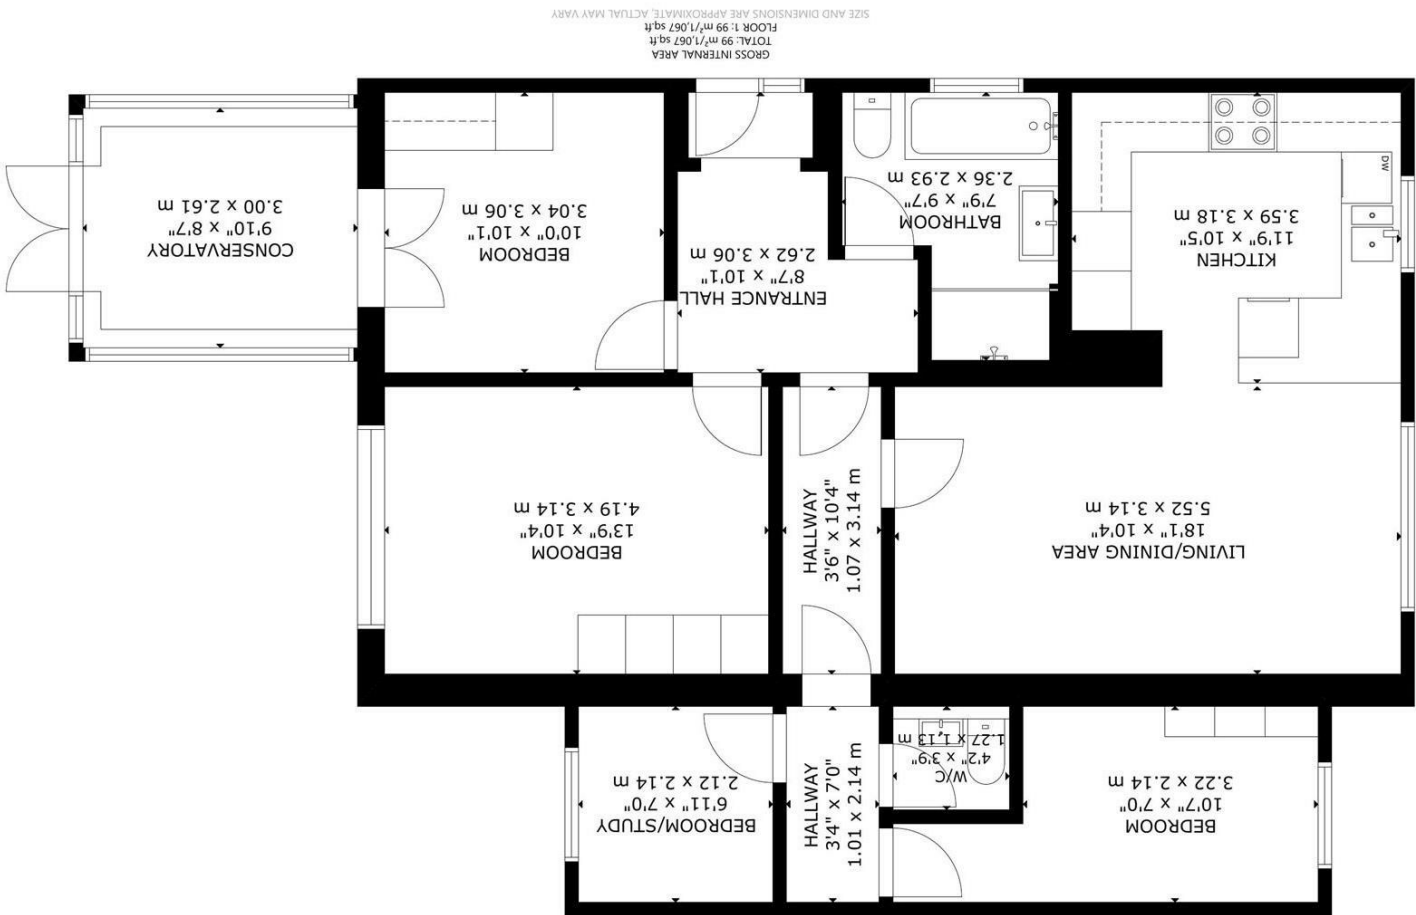 GROSS INTERNAL AREA
TOTAL: 99 m²/1,067 sq.ft
FLOOR 1: 99 m²/1,067 sq.ft
SIZE AND DIMENSIONS ARE APPROXIMATE, ACTUAL MAY VARY
CONSERVATORY
9'10" x 8'7"
3.00 x 2.61 m
BEDROOM
10'0" x 10'1"
3.04 x 3.06 m
ENTRANCE HALL
8'7" x 10'1"
2.62 x 3.06 m
BATHROOM
7'9" x 9'7"
2.36 x 2.93 m
KITCHEN
11'9" x 10'5"
3.59 x 3.18 m
DW
BEDROOM
13'9" x 10'4"
4.19 x 3.14 m
HALLWAY
3'6" x 10'4"
1.07 x 3.14 m
LIVING/DINING AREA
18'1" x 10'4"
5.52 x 3.14 m
BEDROOM/STUDY
6'11" x 7'0"
2.12 x 2.14 m
HALLWAY
3'4" x 7'0"
1.01 x 2.14 m
W/C
4'2" x 3'9"
1.27 x 1.13 m
BEDROOM
10'7" x 7'0"
3.22 x 2.14 m